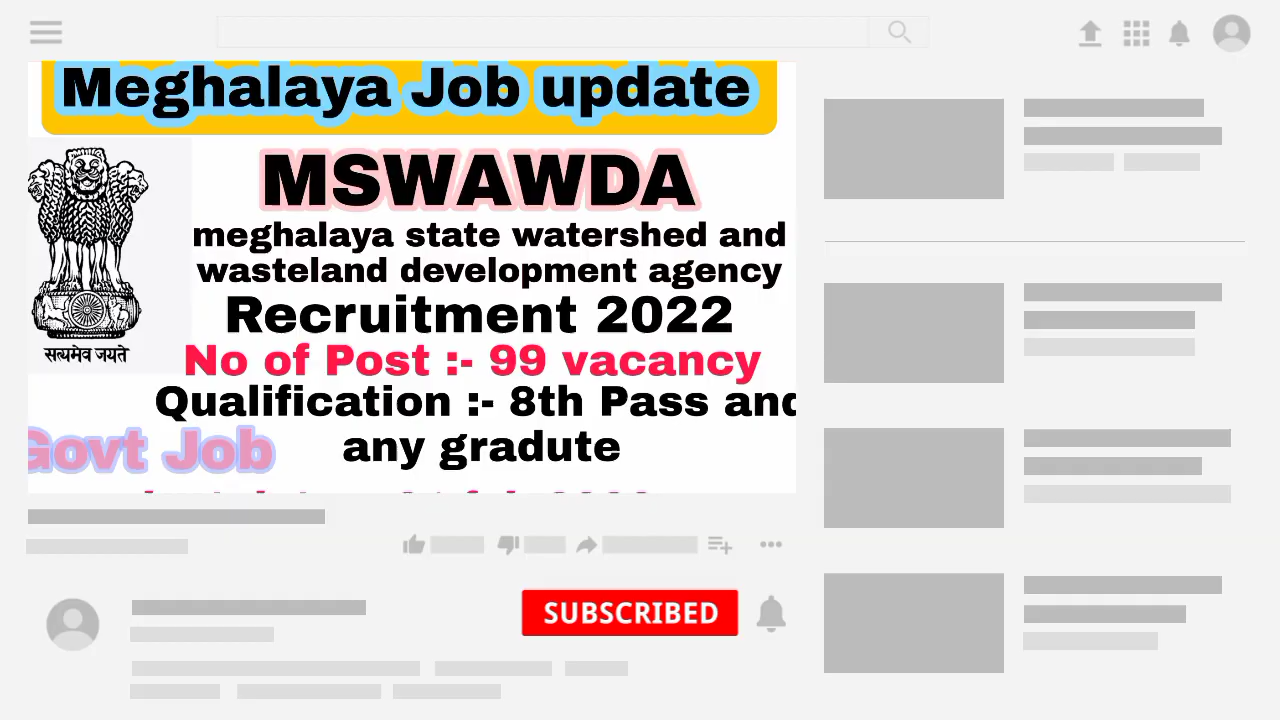 Meghalaya Job update
MSWAWDA
meghalaya state watershed and
wasteland development agency
Recruitment 2022
सत्यमेव जयते
No of Post :- 99 vacancy
Qualification :- 8th Pass and
Govt Job
any gradute
SUBSCRIBED